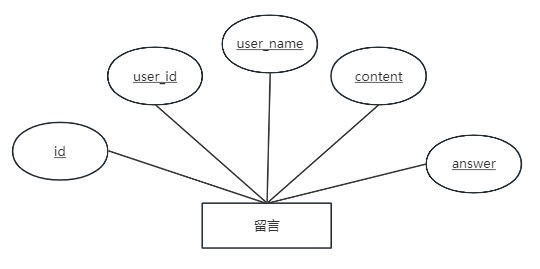 user_name
user_id
content
id
answer
留言